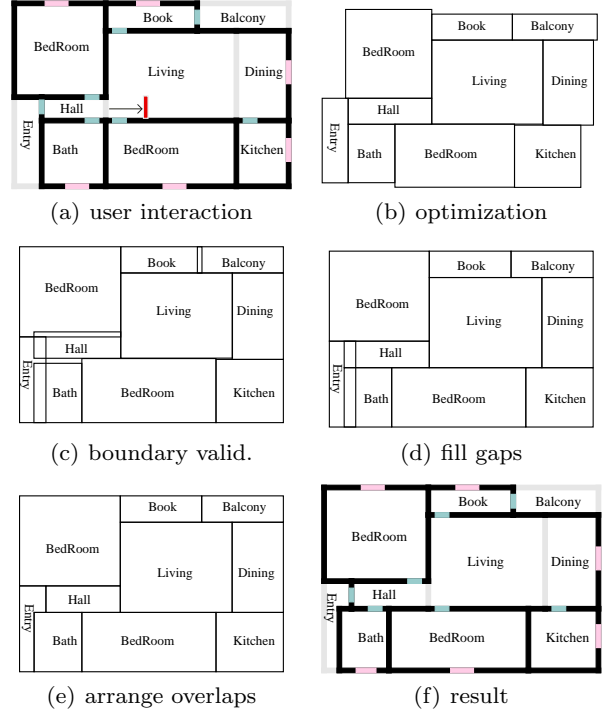 Book Balcony
BedRoom
Living Dining
Hall
Entry
Bath BedRoom Kitchen
(a) user interaction
Book Balcony
BedRoom
Living Dining
Hall
Entry
Bath BedRoom Kitchen
(b) optimization
Book Balcony
BedRoom
Living Dining
Hall
Entry
Bath BedRoom Kitchen
(c) boundary valid.
Book Balcony
BedRoom
Living Dining
Hall
Entry
Bath BedRoom Kitchen
(d) fill gaps
Book Balcony
BedRoom
Living Dining
Hall
Entry
Bath BedRoom Kitchen
(e) arrange overlaps
Book Balcony
BedRoom
Living Dining
Hall
Entry
Bath BedRoom Kitchen
(f) result